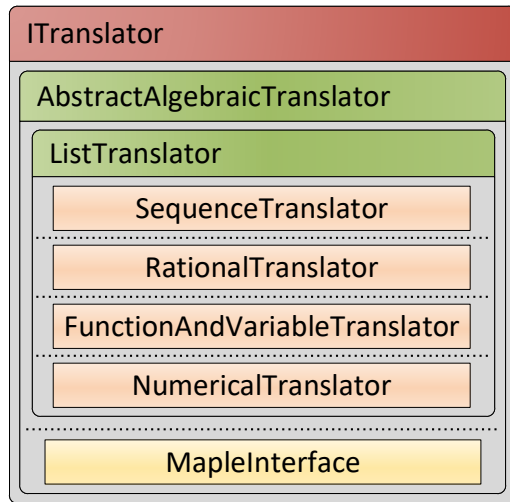 ITranslator
AbstractAlgebraicTranslator
ListTranslator
SequenceTranslator
RationalTranslator
FunctionAndVariableTranslator
NumericalTranslator
MapleInterface